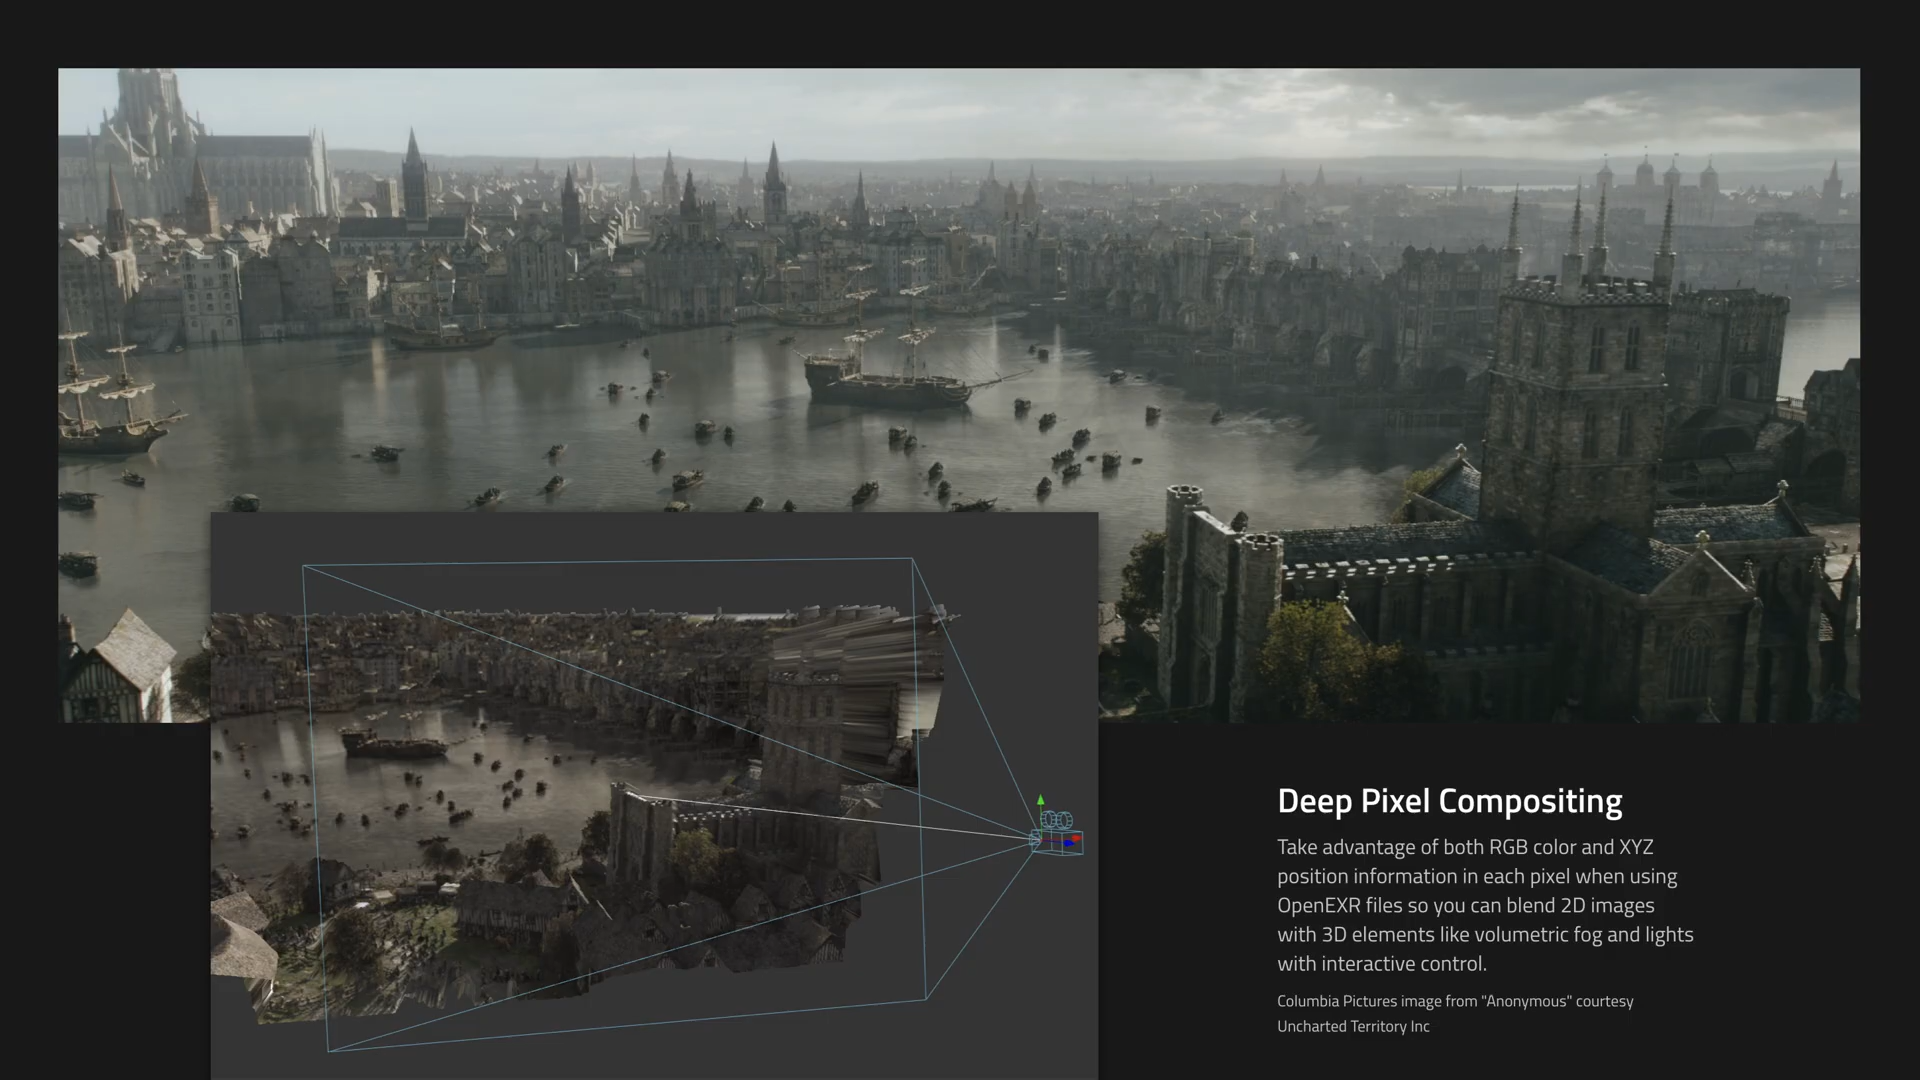 Deep Pixel Compositing
Take advantage of both RGB color and XYZ
position information in each pixel when using
OpenEXR files so you can blend 2D images
with 3D elements like volumetric fog and lights
with interactive control.
Columbia Pictures image from "Anonymous" courtesy
Uncharted Territory Inc